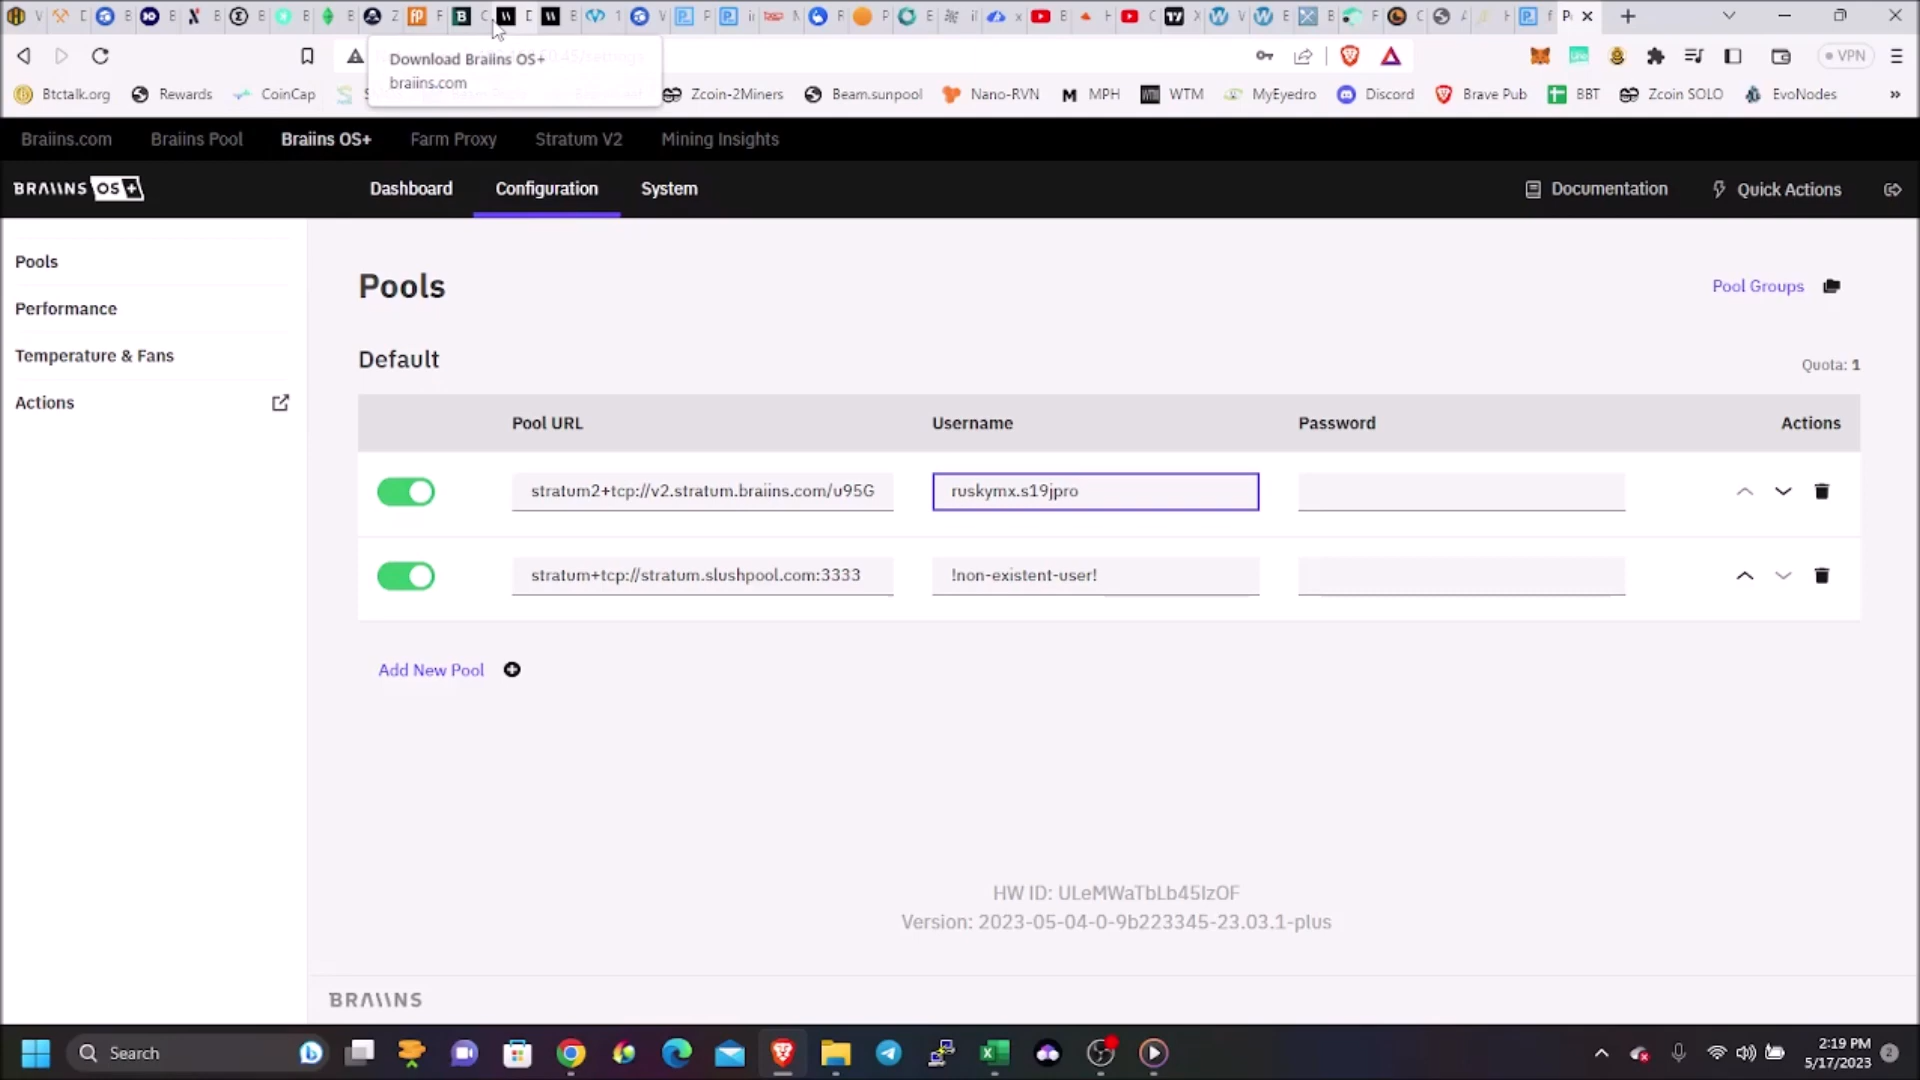 Download Braiins OS+
braiins.com
VPN
Btctalk.org Rewards CoinCap Zcoin-2Miners Beam.sunpool Nano-RVN MPH WTM MyEyedro Discord Brave Pub BBT Zcoin SOLO EvoNodes »
Braiins.com Braiins Pool Braiins OS+ Farm Proxy Stratum V2 Mining Insights
BRAIINS OS+ Dashboard Configuration System Documentation Quick Actions
Pools
Performance
Temperature & Fans
Actions
Pools
Pool Groups
Default
Quota: 1
Pool URL Username Password Actions
stratum2+tcp://v2.stratum.braiins.com/u95G ruskymx.s19jpro
stratum+tcp://stratum.slushpool.com:3333 !non-existent-user!
Add New Pool
HW ID: ULeMWaTbLb45IzOF
Version: 2023-05-04-0-9b223345-23.03.1-plus
BRAIINS
Search
2:19 PM
5/17/2023
2